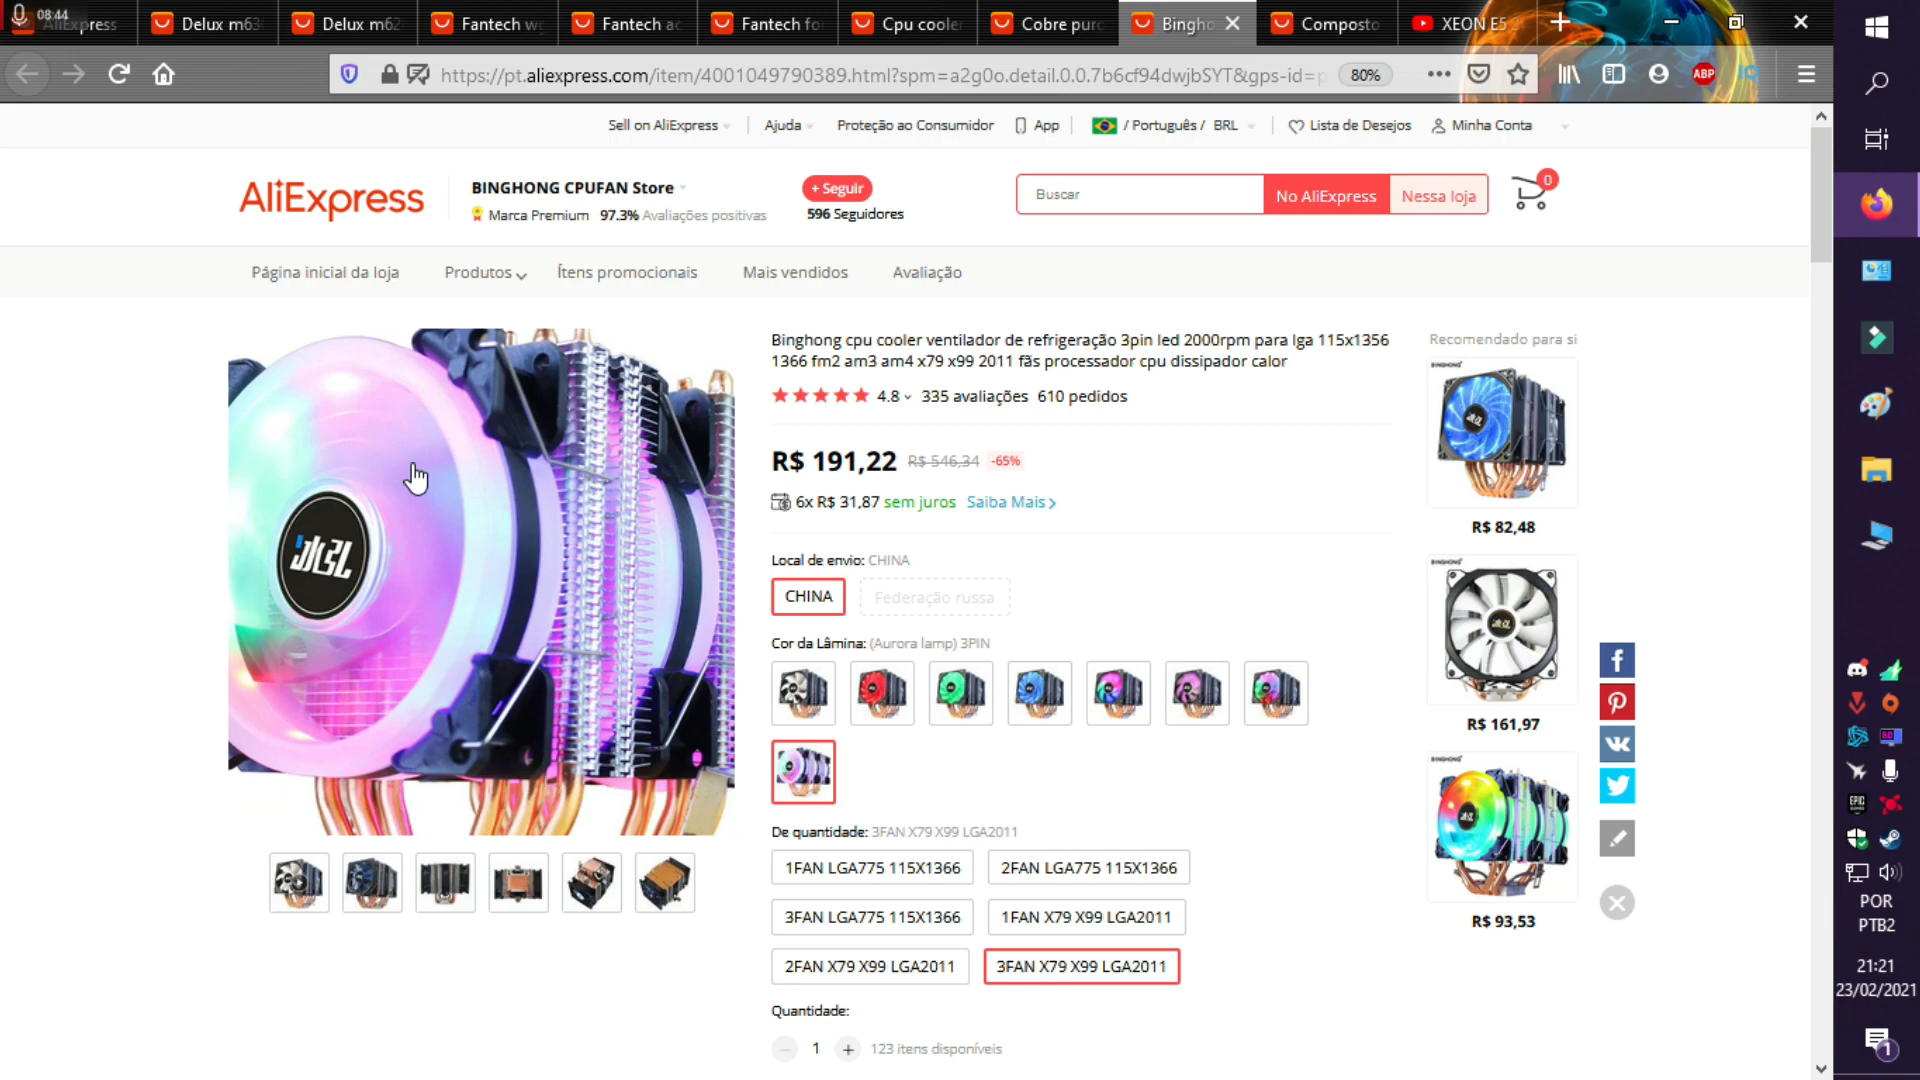 08:44
AliExpress
Delux m63
Delux m62
Fantech w
Fantech a
Fantech fo
Cpu cooler
Cobre pur
Bingho
Composto
XEON E5 2
https://pt.aliexpress.com/item/4001049790389.html?spm=a2g0o.detail.0.0.7b6cf94dwjbSYT&gps-id=p
80%
ABP
Sell on AliExpress
Ajuda
Proteção ao Consumidor
App
/ Português / BRL
Lista de Desejos
Minha Conta
AliExpress
BINGHONG CPUFAN Store
+ Seguir
Marca Premium 97.3% Avaliações positivas
596 Seguidores
Buscar
No AliExpress
Nessa loja
0
Página inicial da loja
Produtos
Ítens promocionais
Mais vendidos
Avaliação
Binghong cpu cooler ventilador de refrigeração 3pin led 2000rpm para lga 115x1356
1366 fm2 am3 am4 x79 x99 2011 fãs processador cpu dissipador calor
4.8 335 avaliações 610 pedidos
R$ 191,22 R$ 546,34 -65%
6x R$ 31,87 sem juros Saiba Mais
Local de envio: CHINA
CHINA
Federação russa
Cor da Lâmina: (Aurora lamp) 3PIN
De quantidade: 3FAN X79 X99 LGA2011
1FAN LGA775 115X1366
2FAN LGA775 115X1366
3FAN LGA775 115X1366
1FAN X79 X99 LGA2011
2FAN X79 X99 LGA2011
3FAN X79 X99 LGA2011
Quantidade:
1
123 itens disponíveis
Recomendado para si
BINGHONG
R$ 82,48
BINGHONG
R$ 161,97
BINGHONG
R$ 93,53
EPIC
POR
PTB2
21:21
23/02/2021
1